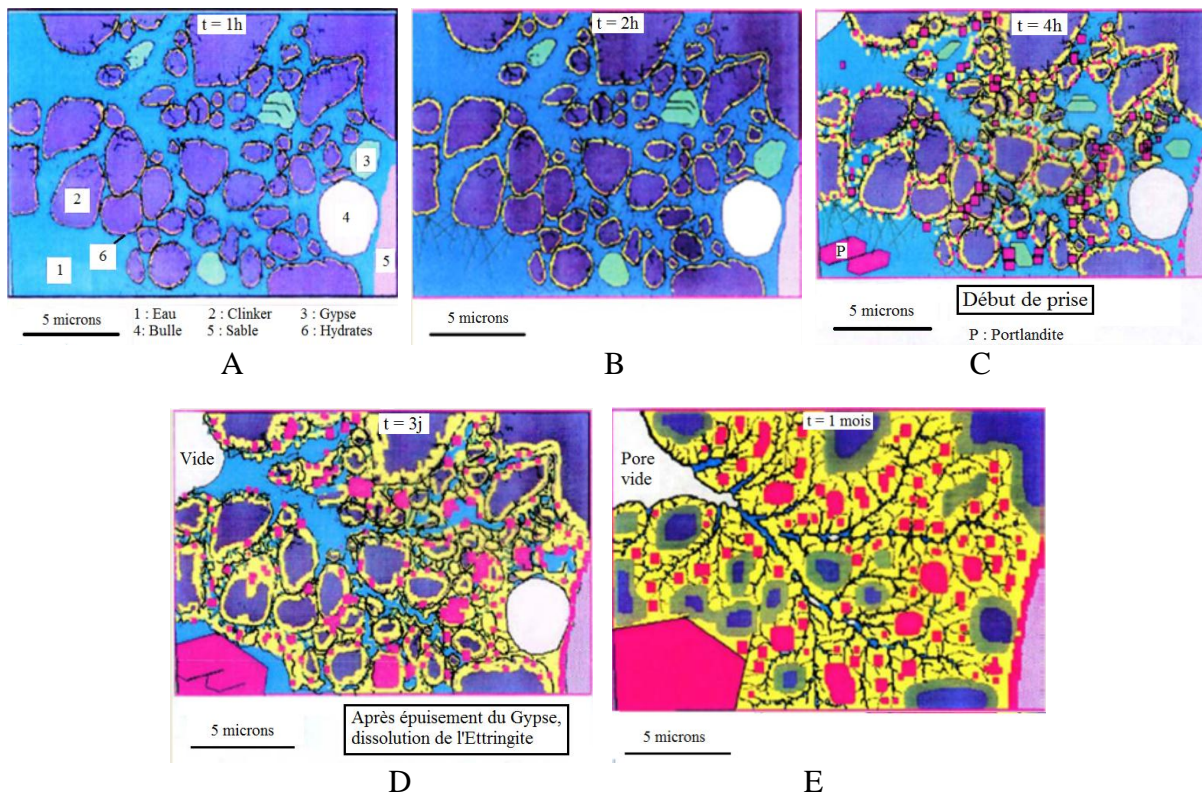 t = 1h
2
3
4
6
5
1
5 microns
1 : Eau 2 : Clinker 3 : Gypse
4: Bulle 5 : Sable 6 : Hydrates
A
t = 2h
5 microns
B
t = 4h
P
5 microns
Début de prise
P : Portlandite
C
t = 3j
Vide
5 microns
Après épuisement du Gypse,
dissolution de l'Ettringite
D
t = 1 mois
Pore
vide
5 microns
E